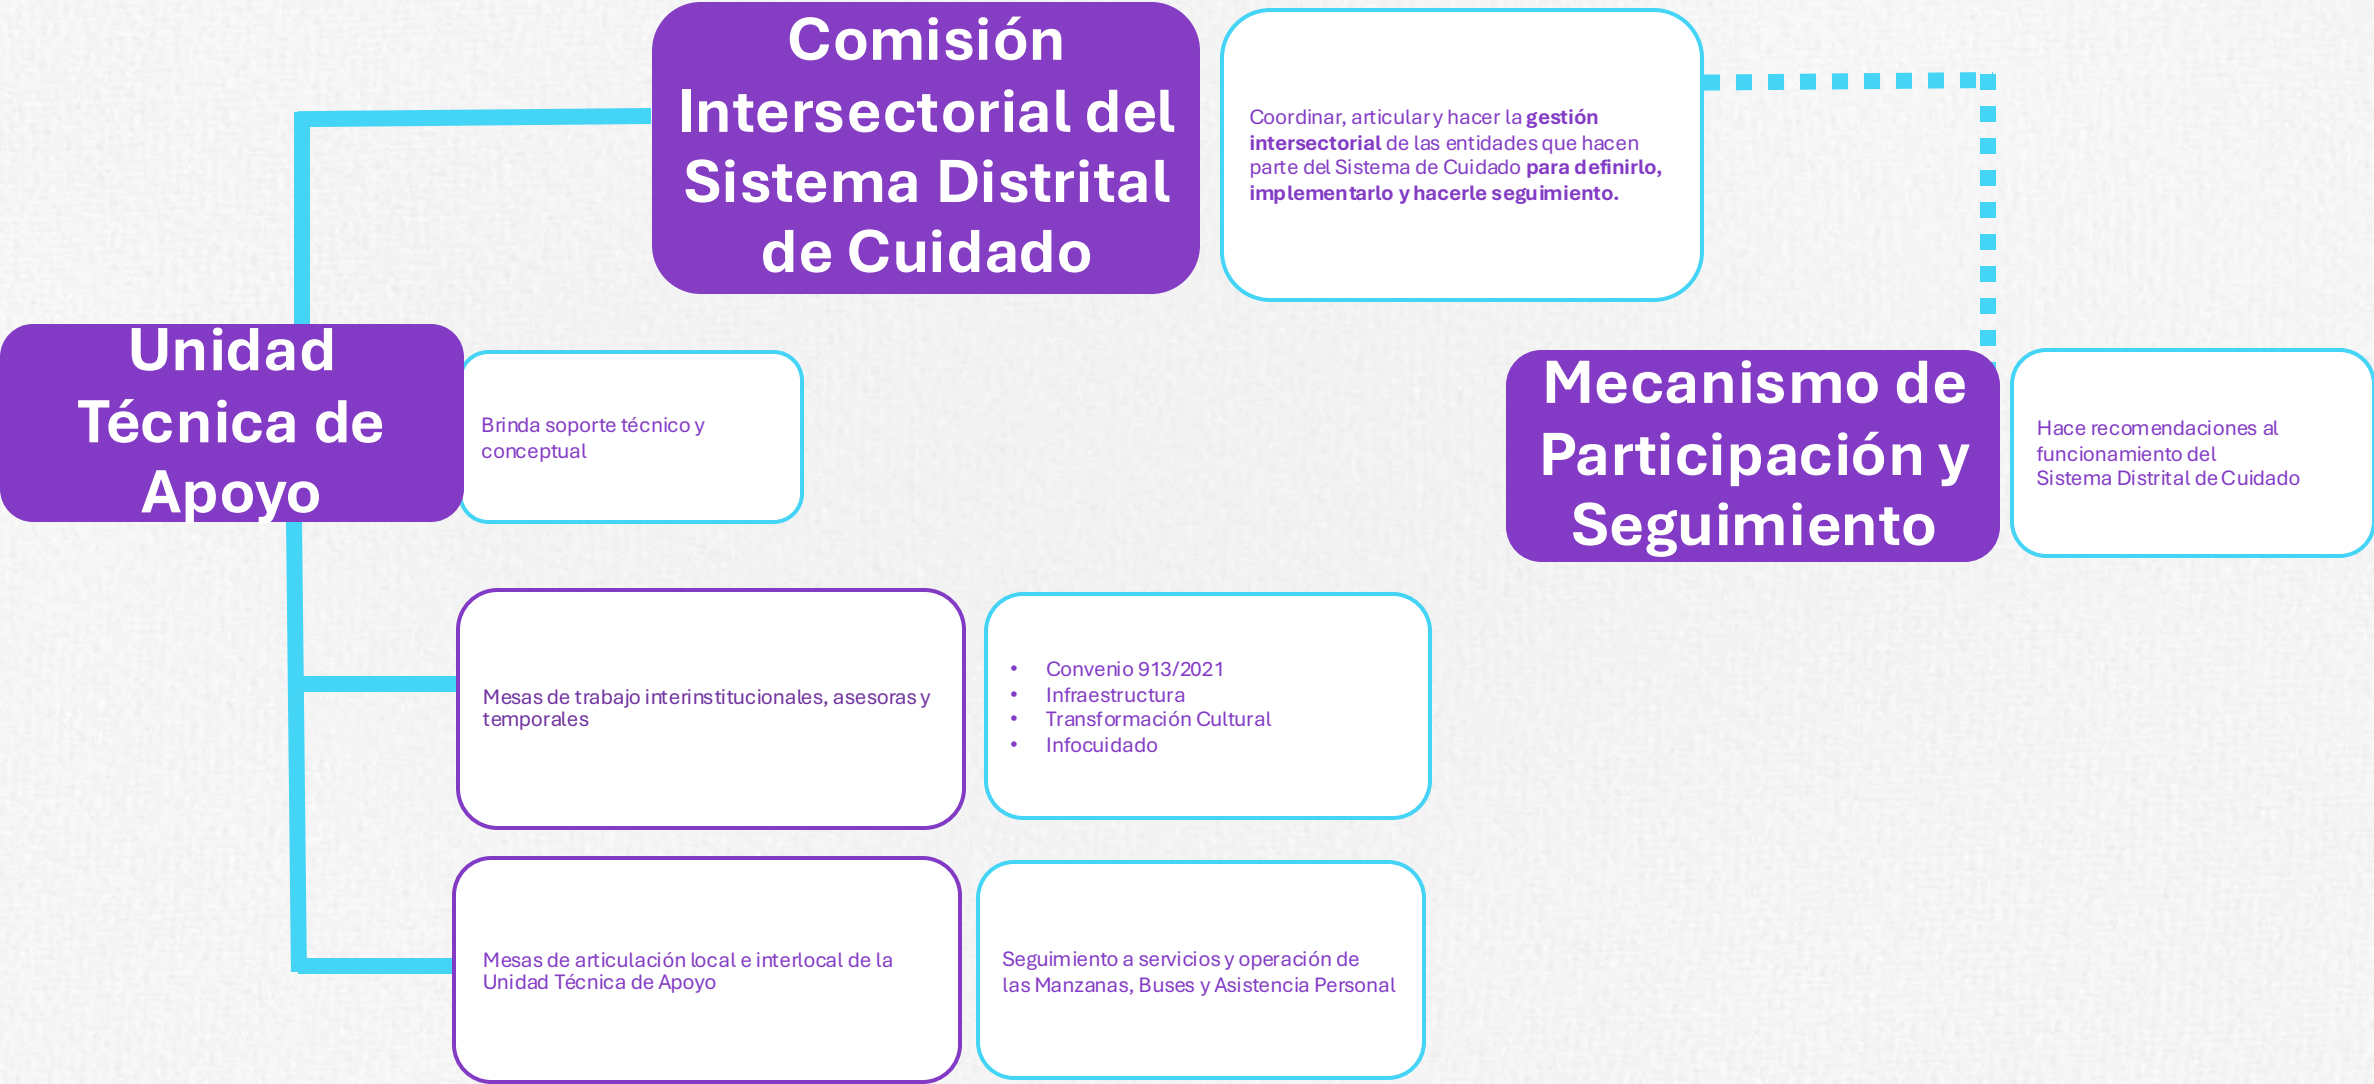 Comisión
Intersectorial del
Sistema Distrital
de Cuidado
Coordinar, articular y hacer la gestión
intersectorial de las entidades que hacen
parte del Sistema de Cuidado para definirlo,
implementarlo y hacerle seguimiento.
Unidad
Técnica de
Apoyo
Brinda soporte técnico y
conceptual
Mecanismo de
Participación y
Seguimiento
Hace recomendaciones al
funcionamiento del
Sistema Distrital de Cuidado
Mesas de trabajo interinstitucionales, asesoras y
temporales
• Convenio 913/2021
• Infraestructura
• Transformación Cultural
• Infocuidado
Mesas de articulación local e interlocal de la
Unidad Técnica de Apoyo
Seguimiento a servicios y operación de
las Manzanas, Buses y Asistencia Personal